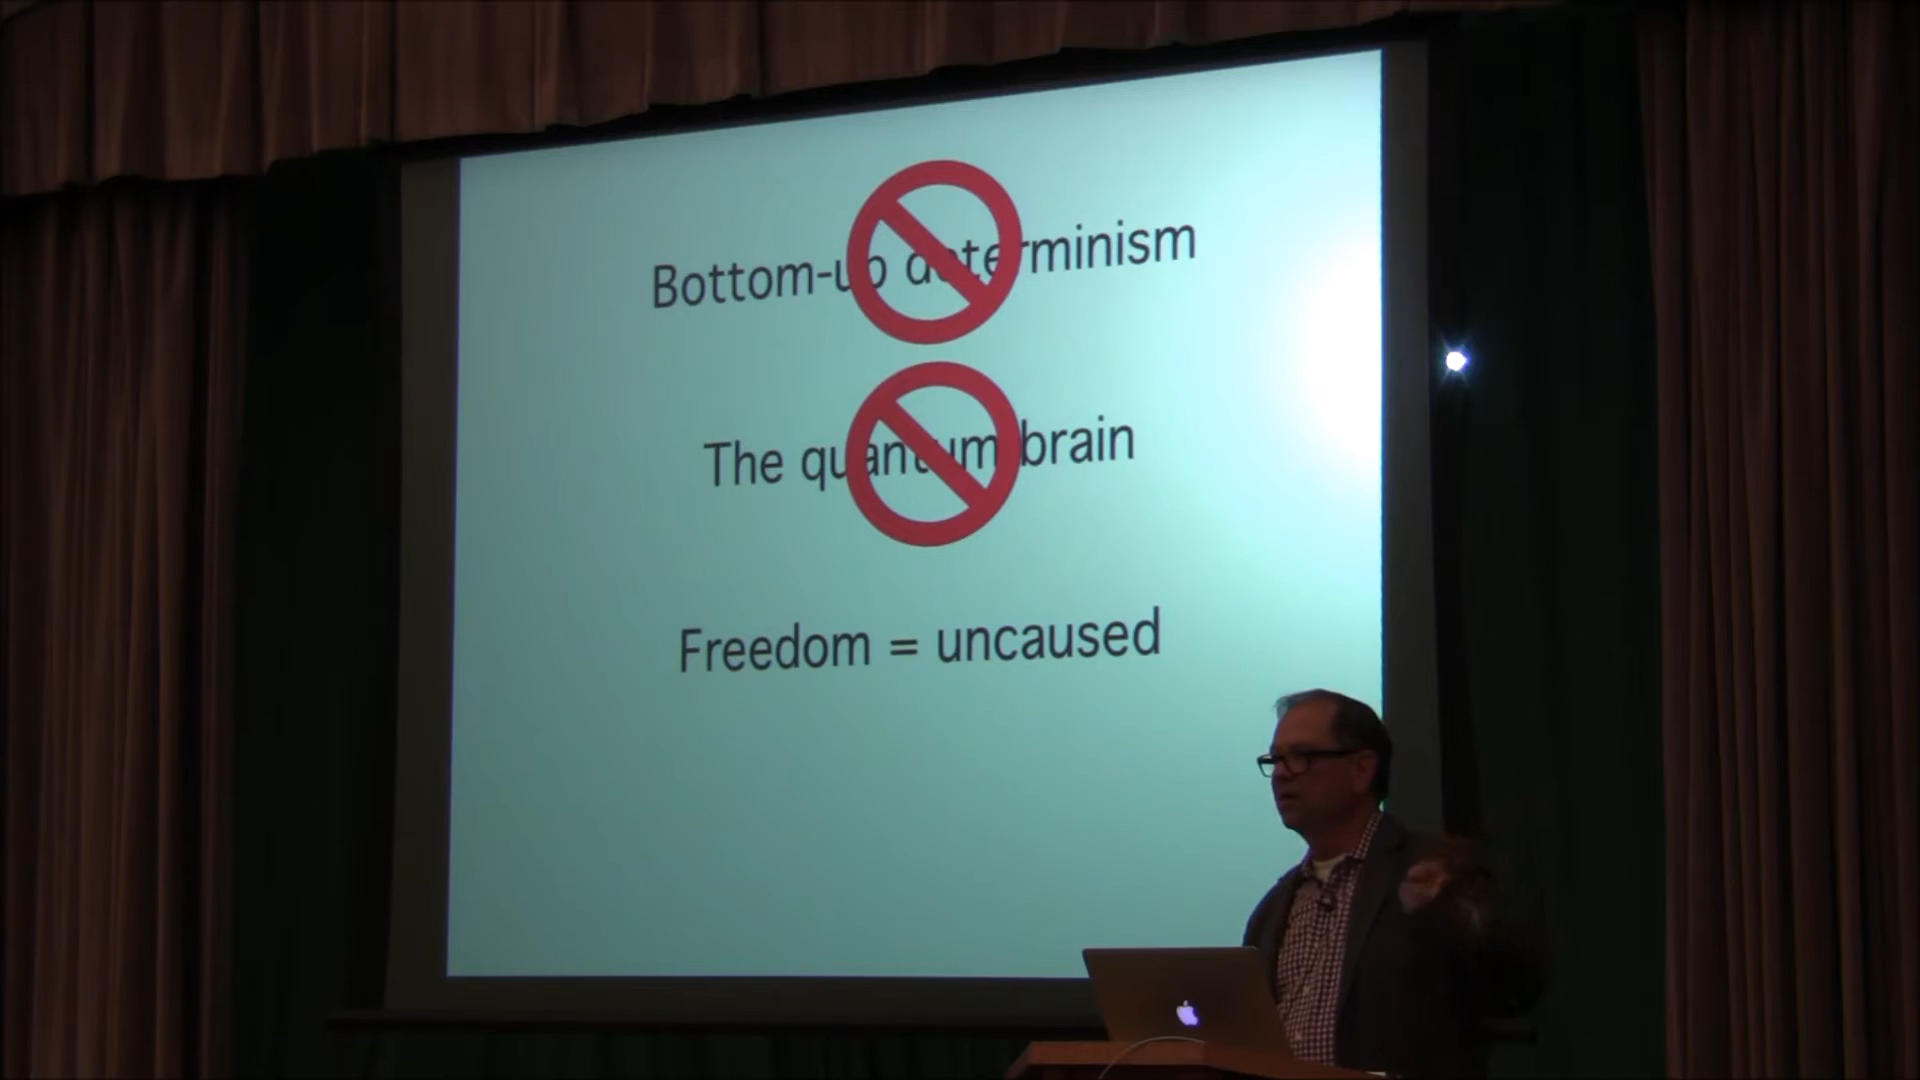 Bottom-up determinism
The quantum brain
Freedom = uncaused